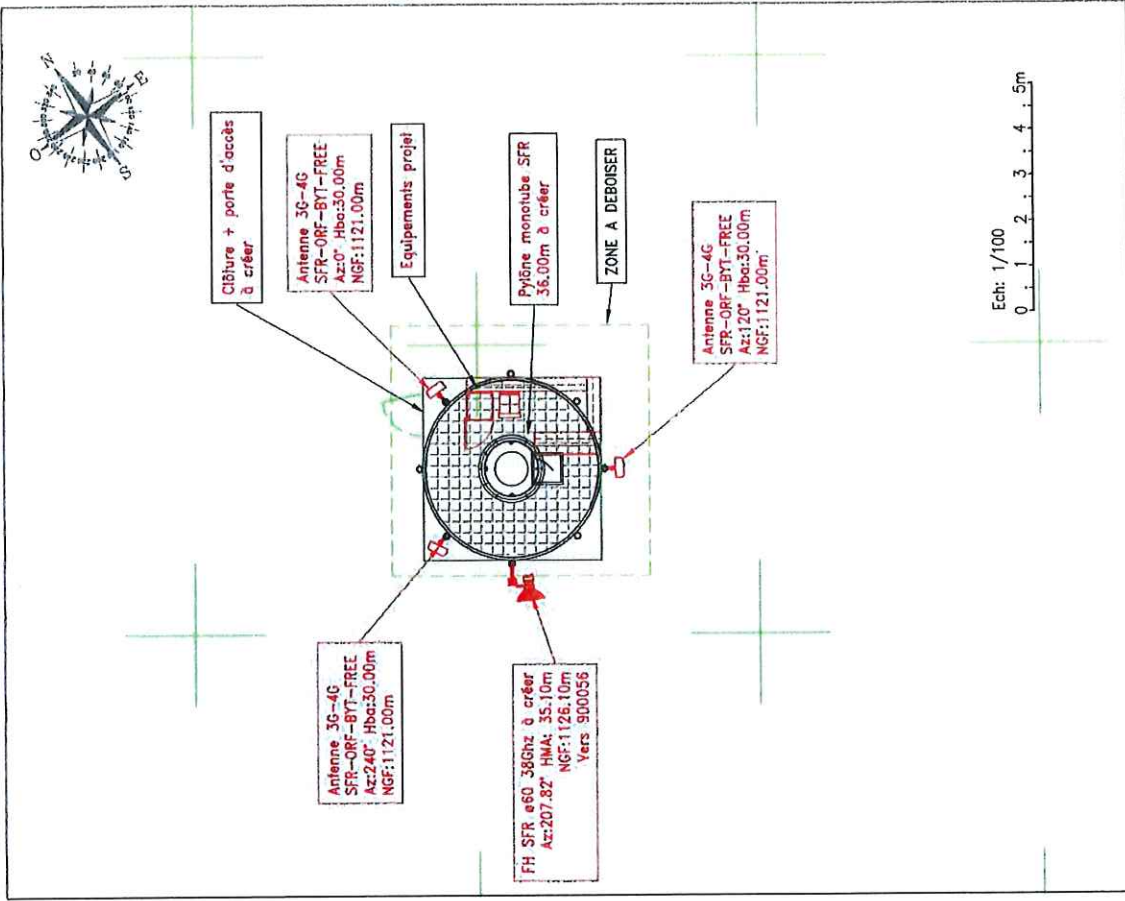 N
E
S
O
Clôture + porte d'accès
à créer
Antenne 3G-4G
SFR-ORF-BYT-FREE
Az:0° Hba:30.00m
NGF:1121.00m
Equipements projet
Pylône monotube SFR
36.00m à créer
ZONE A DEBOISER
Antenne 3G-4G
SFR-ORF-BYT-FREE
Az:120° Hba:30.00m
NGF:1121.00m
Antenne 3G-4G
SFR-ORF-BYT-FREE
Az:240° Hba:30.00m
NGF:1121.00m
FH SFR ø60 38Ghz à créer
Az:207.82° HMA: 35.10m
NGF:1126.10m
Vers 900056
Ech: 1/100
0 1 2 3 4 5m